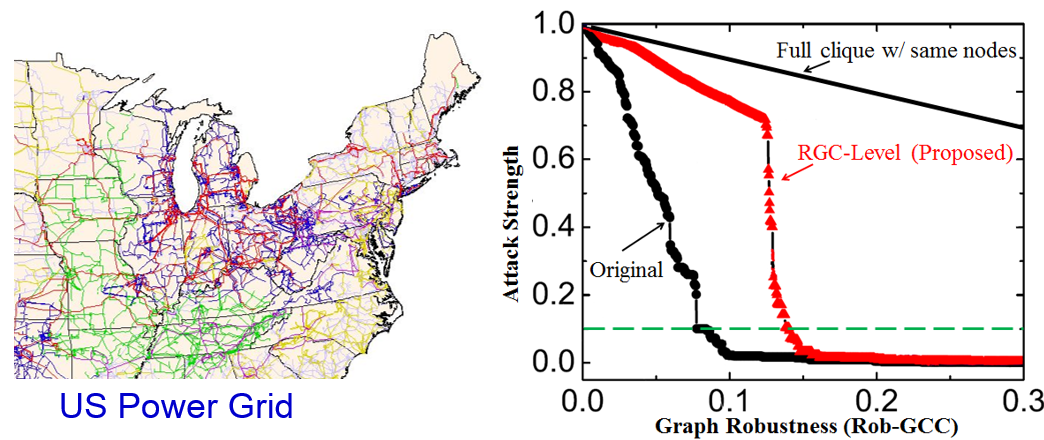 US Power Grid
Attack Strength
1.0
0.8
0.6
0.4
0.2
0.0
Full clique w/ same nodes
RGC-Level (Proposed)
Original
0.0
0.1
0.2
0.3
Graph Robustness (Rob-GCC)